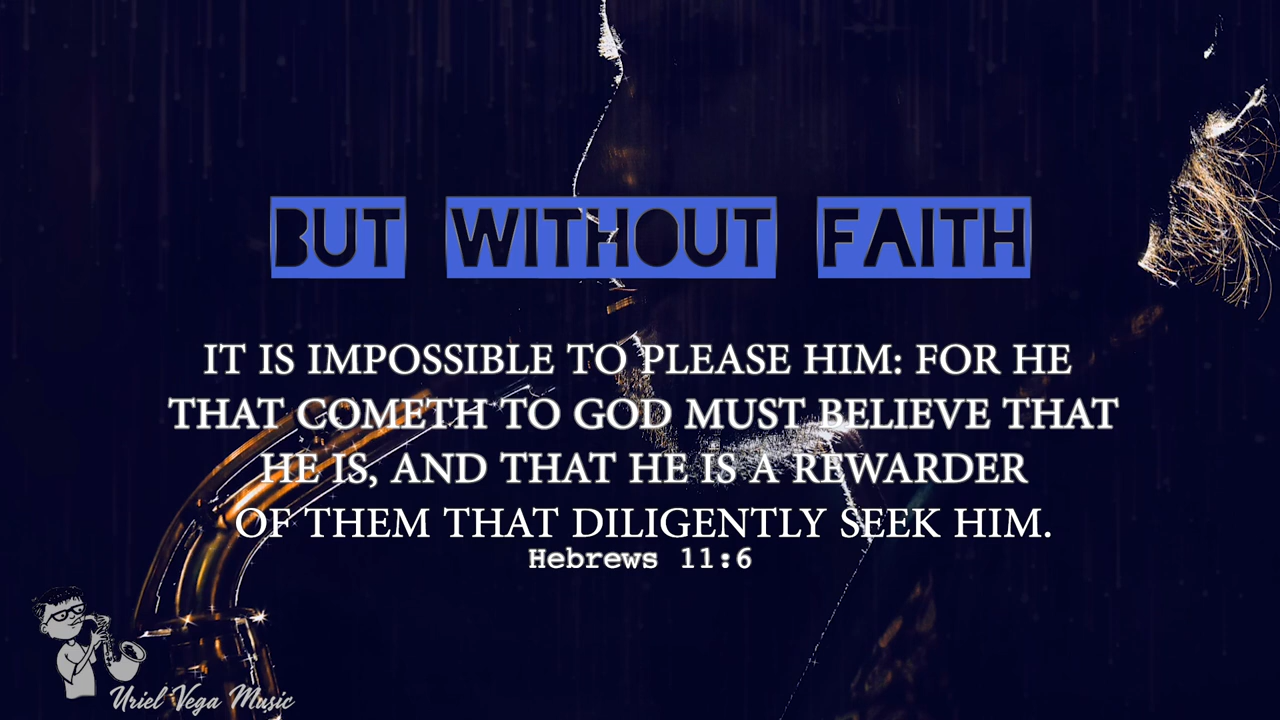 BUT WITHOUT FAITH
IT IS IMPOSSIBLE TO PLEASE HIM: FOR HE
THAT COMETH TO GOD MUST BELIEVE THAT
HE IS, AND THAT HE IS A REWARDER
OF THEM THAT DILIGENTLY SEEK HIM.
Hebrews 11:6
Uriel Vega Music